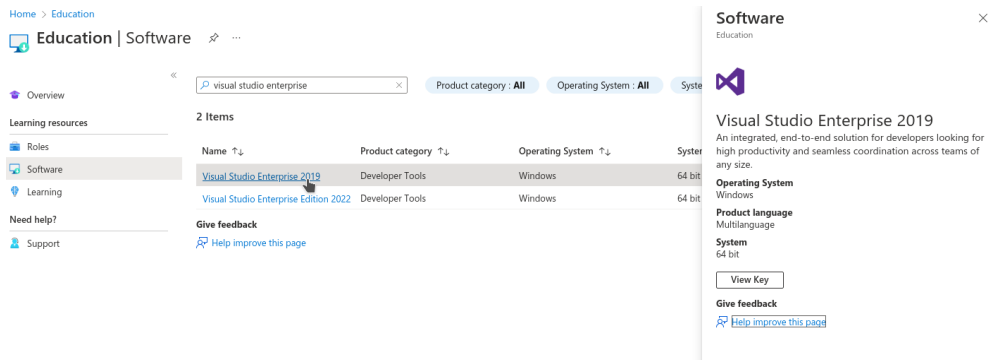 Home > Education
Education | Software
Overview
Learning resources
Roles
Software
Learning
Need help?
Support
visual studio enterprise
Product category : All
Operating System : All
Syste
2 Items
Name ↑↓
Product category ↑↓
Operating System ↑↓
System
Visual Studio Enterprise 2019
Developer Tools
Windows
64 bit
Visual Studio Enterprise Edition 2022
Developer Tools
Windows
64 bit
Give feedback
Help improve this page
Software
Education
Visual Studio Enterprise 2019
An integrated, end-to-end solution for developers looking for
high productivity and seamless coordination across teams of
any size.
Operating System
Windows
Product language
Multilanguage
System
64 bit
View Key
Give feedback
Help improve this page